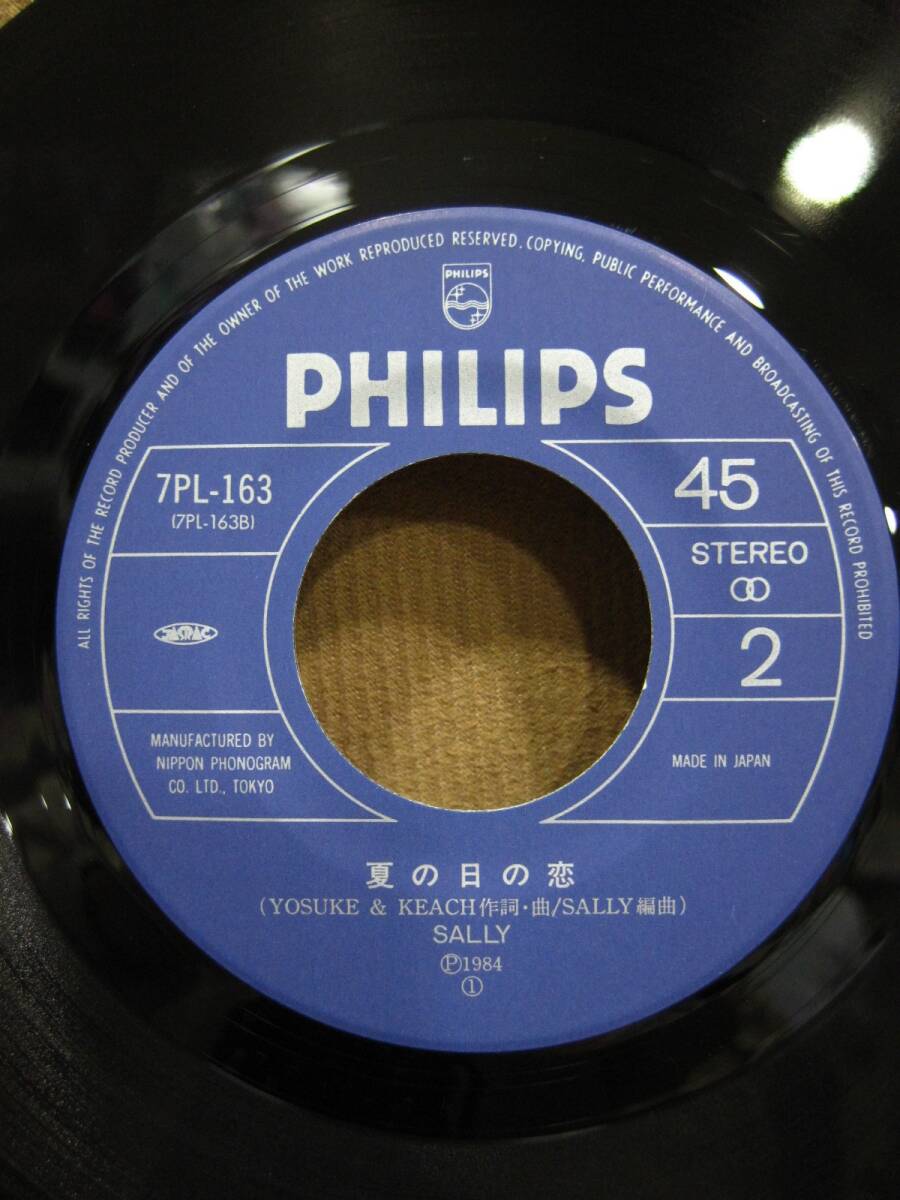 ALL RIGHTS OF THE RECORD PRODUCER AND OF THE OWNER OF THE WORK REPRODUCED RESERVED. COPYING, PUBLIC PERFORMANCE AND BROADCASTING OF THIS RECORD PROHIBITED
PHILIPS
PHILIPS
7PL-163
(7PL-163B)
45
STEREO
JASRAC
2
MANUFACTURED BY
NIPPON PHONOGRAM
CO. LTD., TOKYO
MADE IN JAPAN
夏の日の恋
(YOSUKE & KEACH作詞・曲/SALLY編曲)
SALLY
Ⓟ1984
①